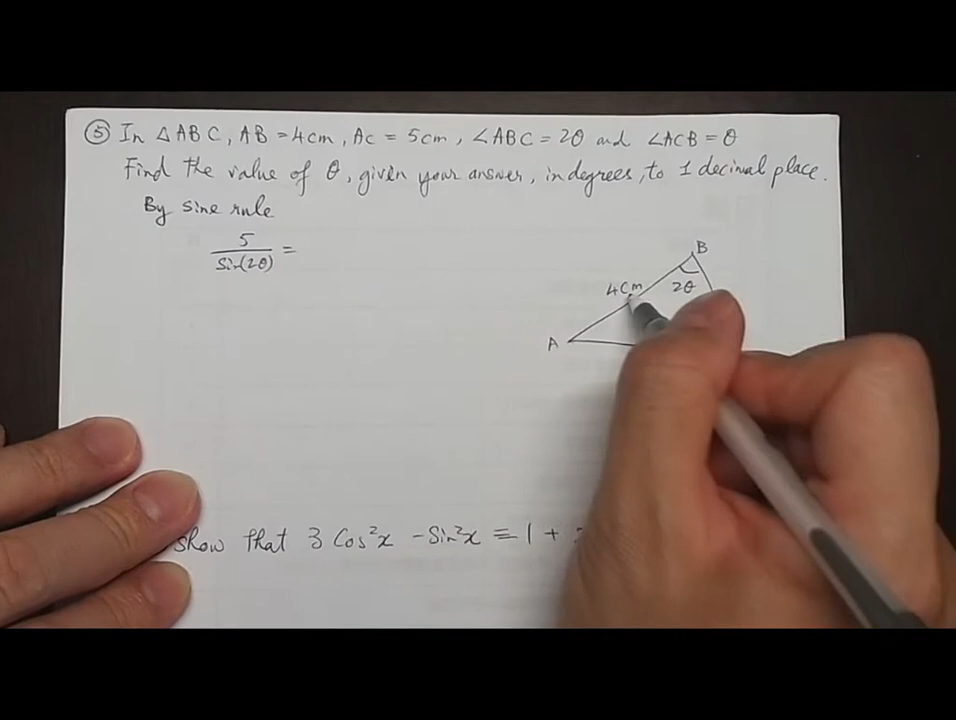 ⑤ In △ABC, AB = 4cm, AC = 5cm, ∠ABC = 2θ and ∠ACB = θ
Find the value of θ, given your answer, in degrees, to 1 decimal place.
By sine rule
5/Sin(2θ) =
B
4cm 2θ
A
show that 3 Cos²x - Sin²x ≡ 1 +